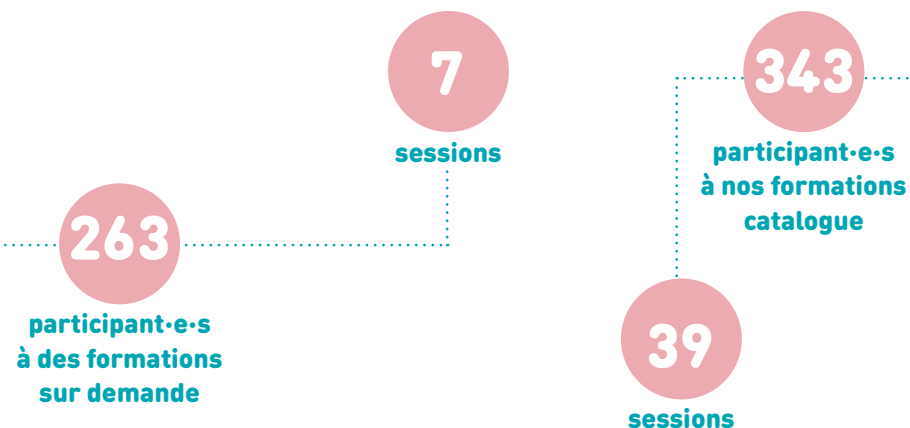 263
participant·e·s
à des formations
sur demande
7
sessions
39
sessions
343
participant·e·s
à nos formations
catalogue